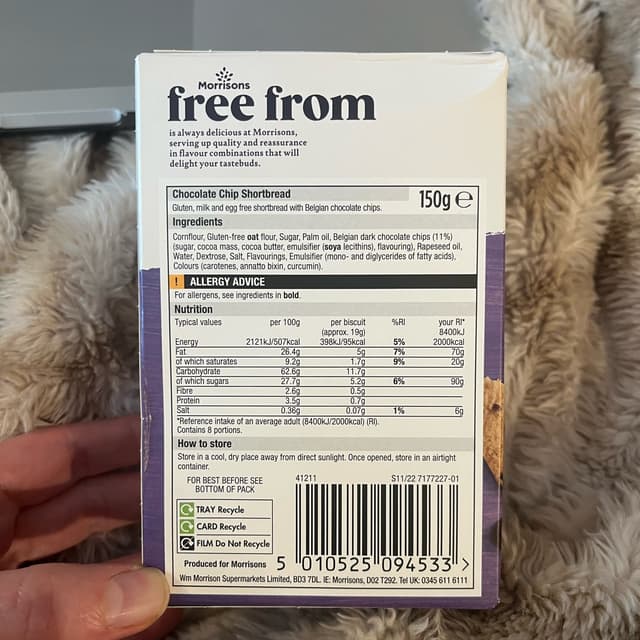 Morrisons
free from
is always delicious at Morrisons,
serving up quality and reassurance
in flavour combinations that will
delight your tastebuds.
Chocolate Chip Shortbread 150g e
Gluten, milk and egg free shortbread with Belgian chocolate chips.
Ingredients
Cornflour, Gluten-free oat flour, Sugar, Palm oil, Belgian dark chocolate chips (11%)
(sugar, cocoa mass, cocoa butter, emulsifier (soya lecithins), flavouring), Rapeseed oil,
Water, Dextrose, Salt, Flavourings, Emulsifier (mono- and diglycerides of fatty acids),
Colours (carotenes, annatto bixin, curcumin).
! ALLERGY ADVICE
For allergens, see ingredients in bold.
Nutrition
Typical values per 100g per biscuit %RI your RI*
(approx. 19g) 8400kJ
Energy 2121kJ/507kcal 398kJ/95kcal 5% 2000kcal
Fat 26.4g 5g 7% 70g
of which saturates 9.2g 1.7g 9% 20g
Carbohydrate 62.6g 11.7g
of which sugars 27.7g 5.2g 6% 90g
Fibre 2.6g 0.5g
Protein 3.5g 0.7g
Salt 0.36g 0.07g 1% 6g
*Reference intake of an average adult (8400kJ/2000kcal) (RI).
Contains 8 portions.
How to store
Store in a cool, dry place away from direct sunlight. Once opened, store in an airtight
container.
FOR BEST BEFORE SEE
BOTTOM OF PACK
41211 S11/22 7177227-01
TRAY Recycle
CARD Recycle
FILM Do Not Recycle
Produced for Morrisons 5 010525 094533 >
Wm Morrison Supermarkets Limited, BD3 7DL. IE: Morrisons, D02 T292. Tel UK: 0345 611 6111